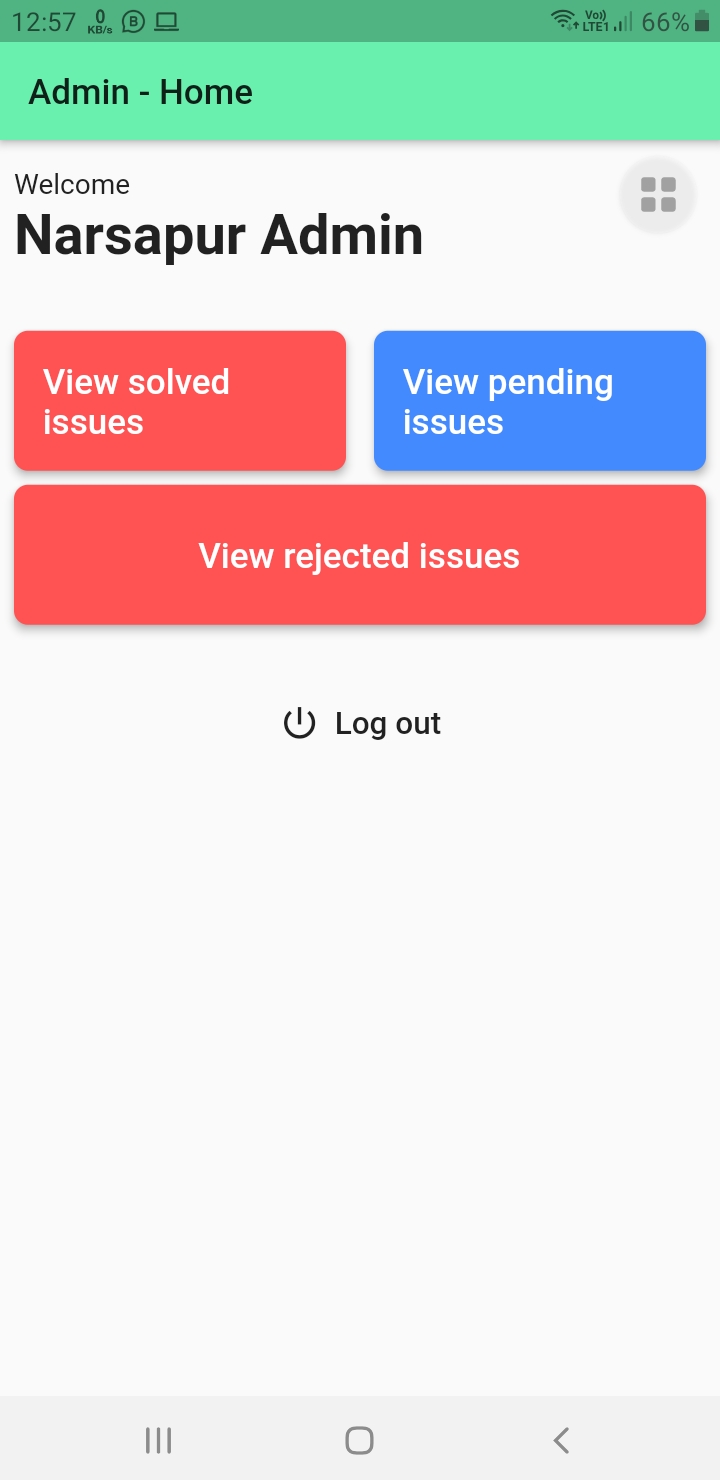 12:57 0 KB/s B Vo)) LTE1 66%
Admin - Home
Welcome
Narsapur Admin
View solved
issues
View pending
issues
View rejected issues
Log out